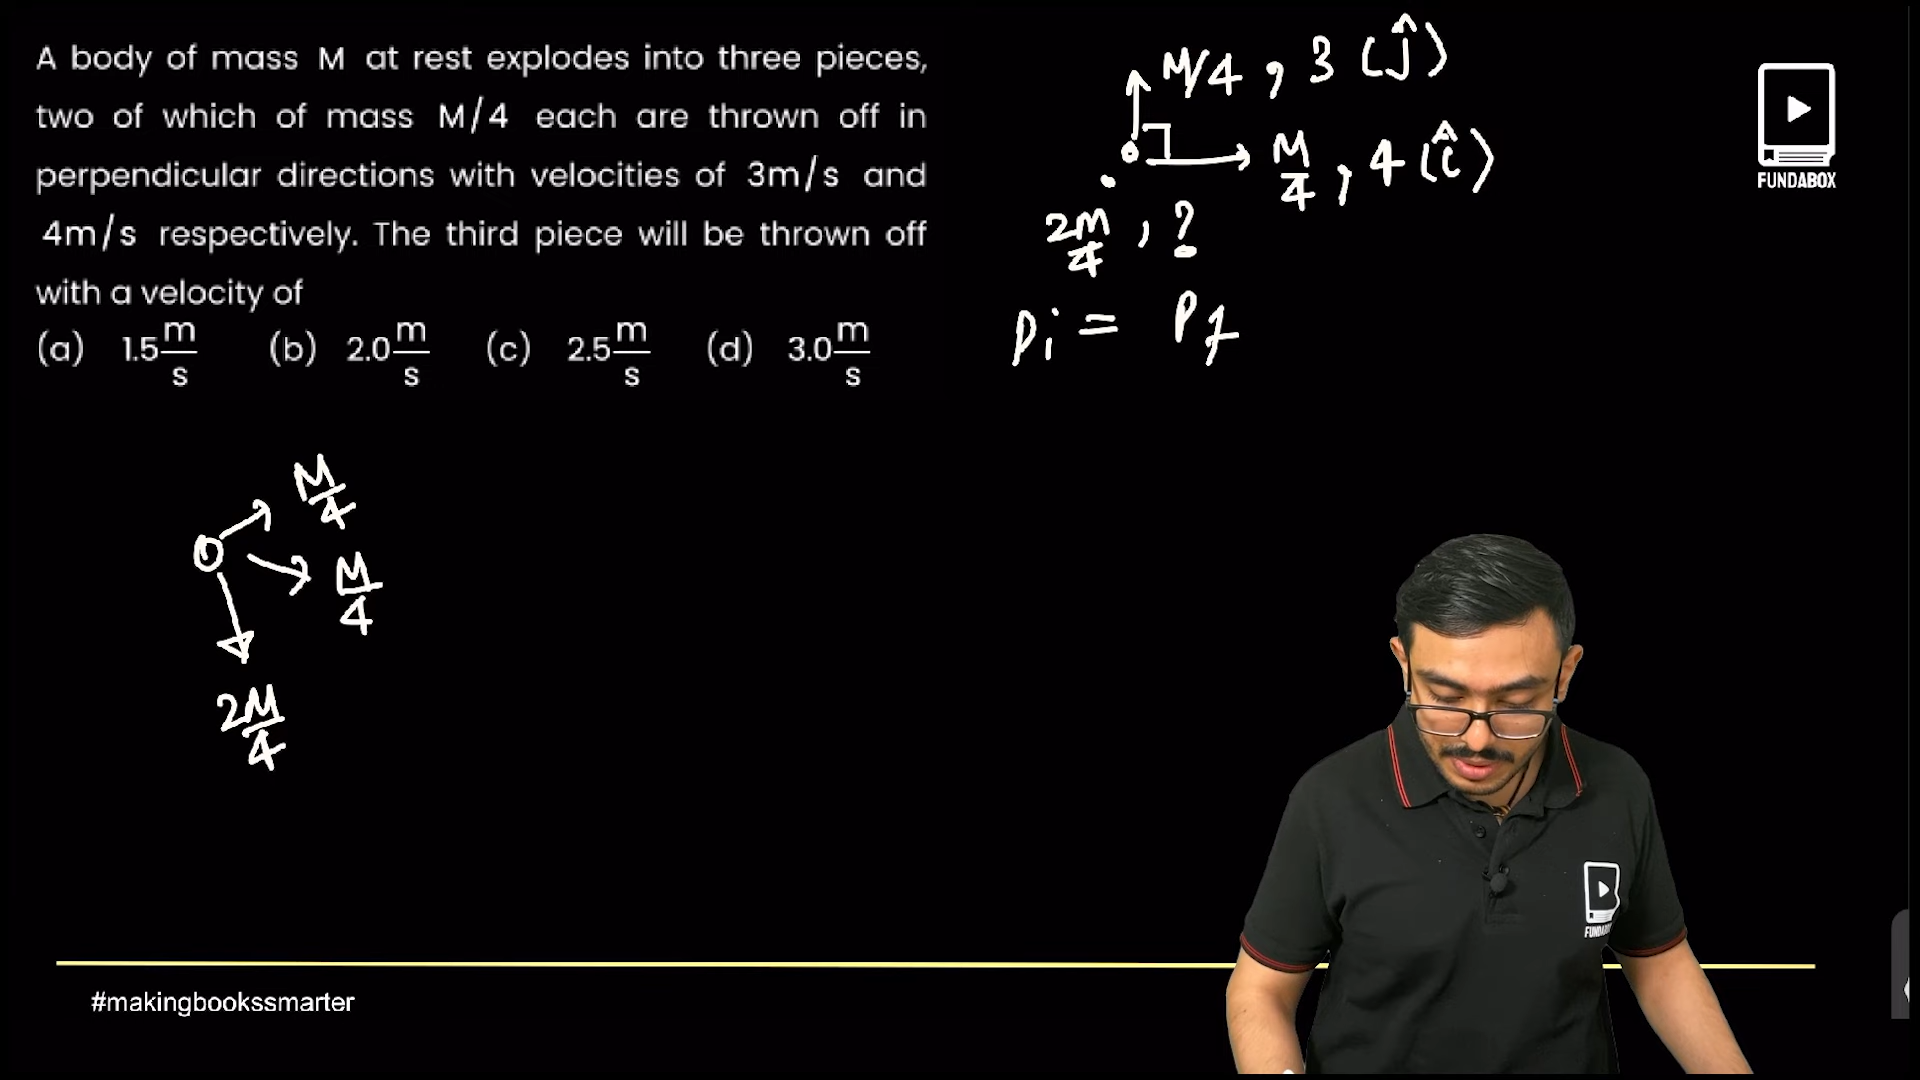 A body of mass M at rest explodes into three pieces,
two of which of mass M/4 each are thrown off in
perpendicular directions with velocities of 3m/s and
4m/s respectively. The third piece will be thrown off
with a velocity of
(a) 1.5 m/s (b) 2.0 m/s (c) 2.5 m/s (d) 3.0 m/s
M/4 , 3 (ĵ)
M/4 , 4 (î)
2M/4 , ?
Pi = Pf
M/4
M/4
2M/4
FUNDABOX
#makingbookssmarter